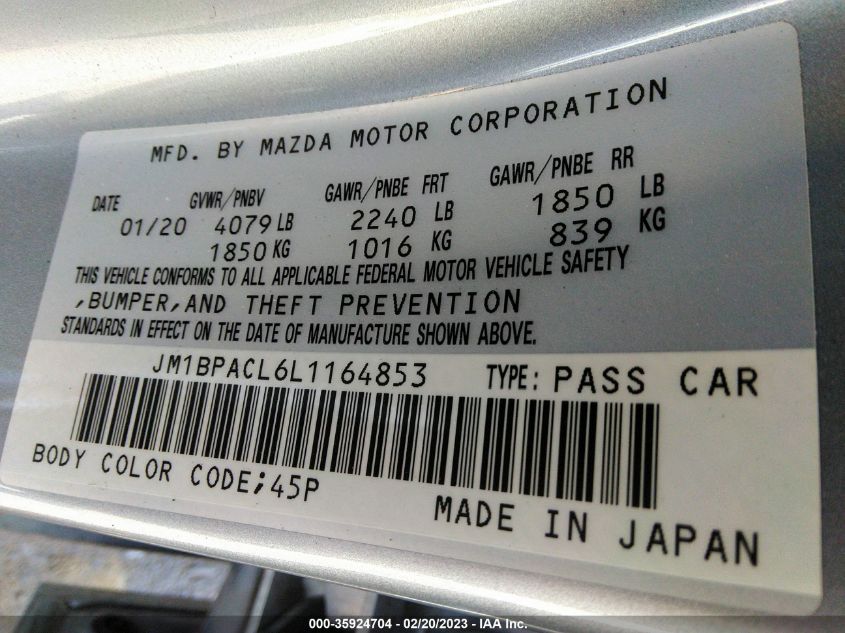 MFD. BY MAZDA MOTOR CORPORATION
DATE GVWR/PNBV GAWR/PNBE FRT GAWR/PNBE RR
01/20 4079 LB 2240 LB 1850 LB
1850 KG 1016 KG 839 KG
THIS VEHICLE CONFORMS TO ALL APPLICABLE FEDERAL MOTOR VEHICLE SAFETY
,BUMPER,AND THEFT PREVENTION
STANDARDS IN EFFECT ON THE DATE OF MANUFACTURE SHOWN ABOVE.
JM1BPACL6L1164853 TYPE: PASS CAR
BODY COLOR CODE;45P
MADE IN JAPAN
000-35924704 - 02/20/2023 - IAA Inc.